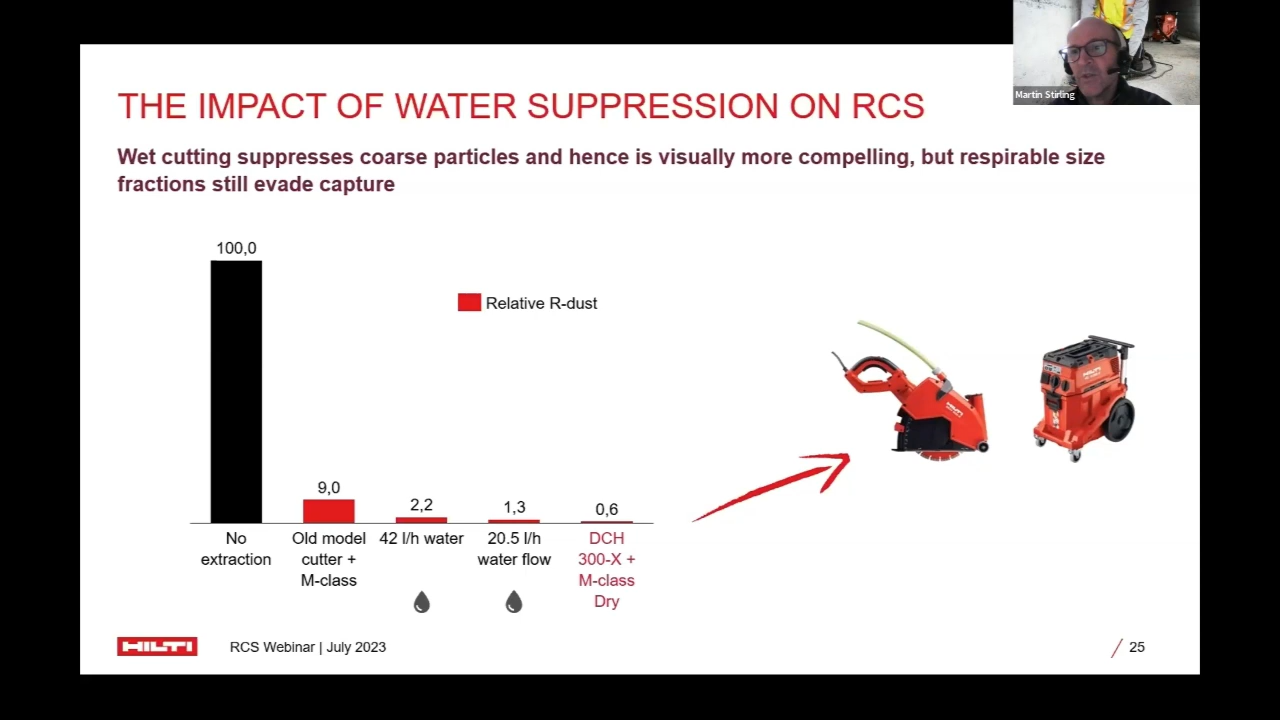 Martin Stirling
THE IMPACT OF WATER SUPPRESSION ON RCS
Wet cutting suppresses coarse particles and hence is visually more compelling, but respirable size
fractions still evade capture
100,0
9,0
2,2
1,3
0,6
Relative R-dust
No
extraction
Old model
cutter +
M-class
42 l/h water
20.5 l/h
water flow
DCH
300-X +
M-class
Dry
HILTI
HILTI
HILTI
RCS Webinar | July 2023
25